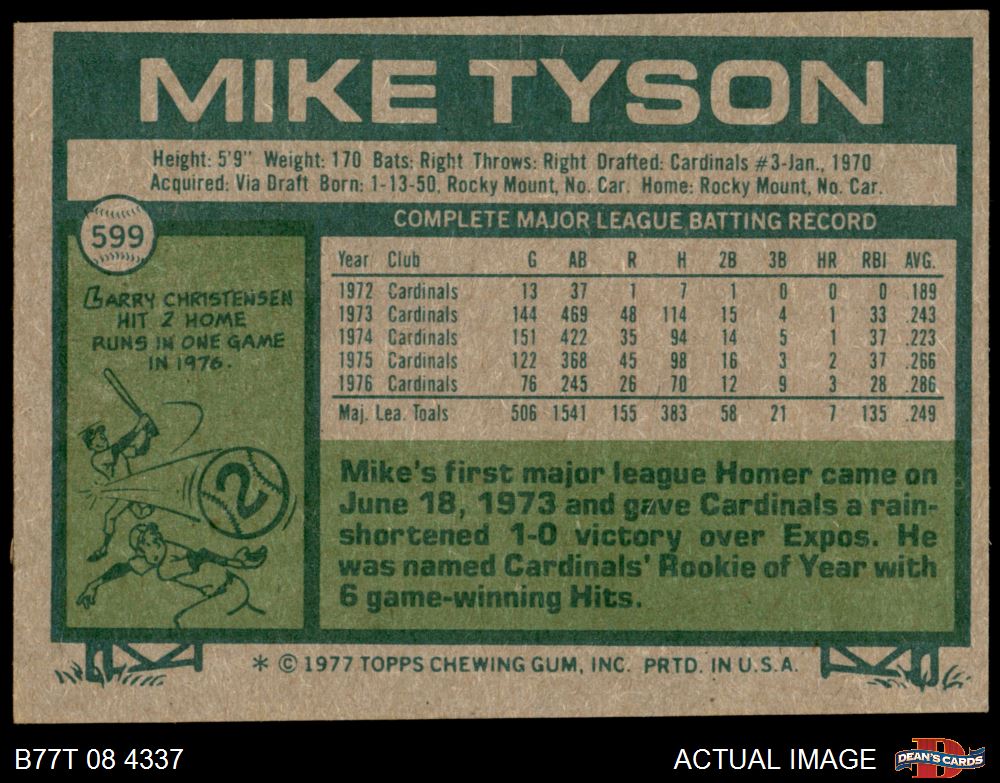 MIKE TYSON
Height: 5'9" Weight: 170 Bats: Right Throws: Right Drafted: Cardinals #3-Jan., 1970
Acquired: Via Draft Born: 1-13-50, Rocky Mount, No. Car. Home: Rocky Mount, No. Car.
599
LARRY CHRISTENSEN
HIT 2 HOME
RUNS IN ONE GAME
IN 1976.
2
COMPLETE MAJOR LEAGUE BATTING RECORD
Year Club G AB R H 2B 3B HR RBI AVG.
1972 Cardinals 13 37 1 7 1 0 0 0 .189
1973 Cardinals 144 469 48 114 15 4 1 33 .243
1974 Cardinals 151 422 35 94 14 5 1 37 .223
1975 Cardinals 122 368 45 98 16 3 2 37 .266
1976 Cardinals 76 245 26 70 12 9 3 28 .286
Maj. Lea. Toals 506 1541 155 383 58 21 7 135 .249
Mike's first major league Homer came on
June 18, 1973 and gave Cardinals a rain-
shortened 1-0 victory over Expos. He
was named Cardinals' Rookie of Year with
6 game-winning Hits.
* © 1977 TOPPS CHEWING GUM, INC. PRTD. IN U.S.A.
B77T 08 4337
ACTUAL IMAGE
D
DEAN'S CARDS